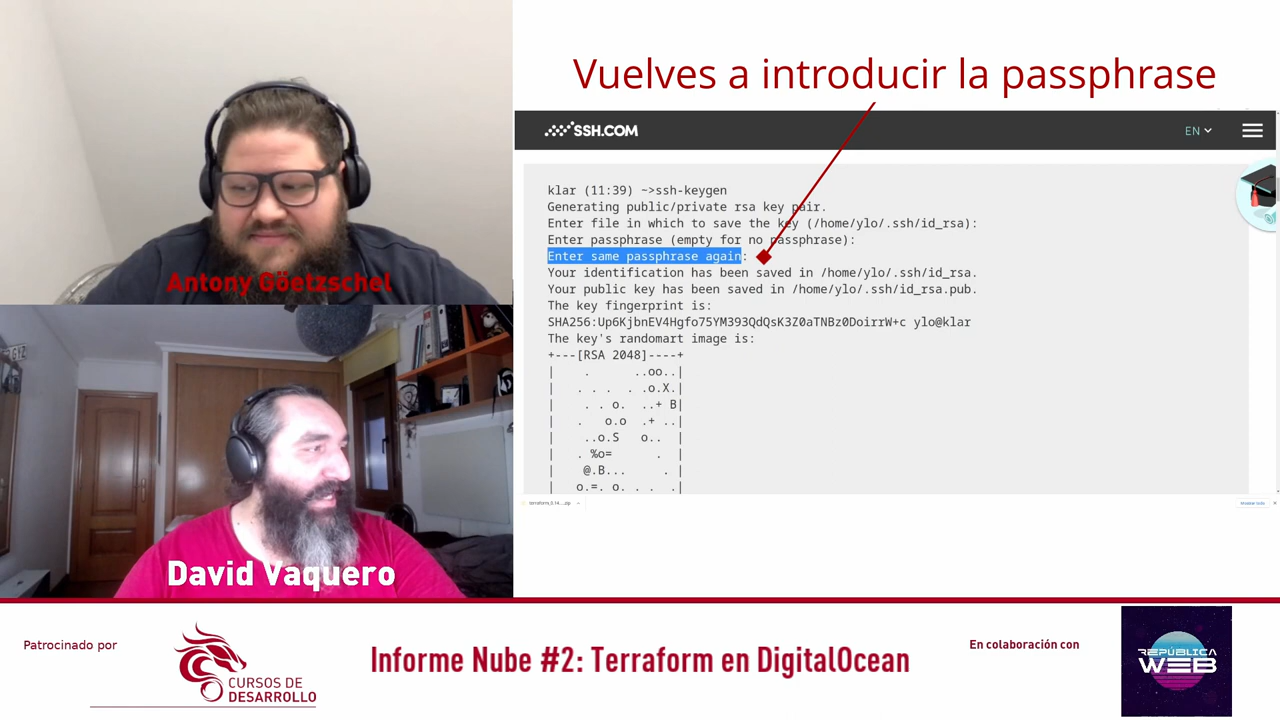 Vuelves a introducir la passphrase
SSH.COM
EN
klar (11:39) ~>ssh-keygen
Generating public/private rsa key pair.
Enter file in which to save the key (/home/ylo/.ssh/id_rsa):
Enter passphrase (empty for no passphrase):
Enter same passphrase again:
Your identification has been saved in /home/ylo/.ssh/id_rsa.
Your public key has been saved in /home/ylo/.ssh/id_rsa.pub.
The key fingerprint is:
SHA256:Up6KjbnEV4Hgfo75YM393QdQsK3Z0aTNBz0DoirrW+c ylo@klar
The key's randomart image is:
+---[RSA 2048]----+
|    .      ..oo..|
|   . . .  . .o.X.|
|    . . o.  ..+ B|
|   .   o.o  .+ ..|
|    ..o.S   o..  |
|   . %o=      .  |
|    @.B...     . |
|   o.=. o. . .  .|
Antony Göetzschel
David Vaquero
Patrocinado por
CURSOS DE
DESARROLLO
Informe Nube #2: Terraform en DigitalOcean
En colaboración con
REPÚBLICA
WEB